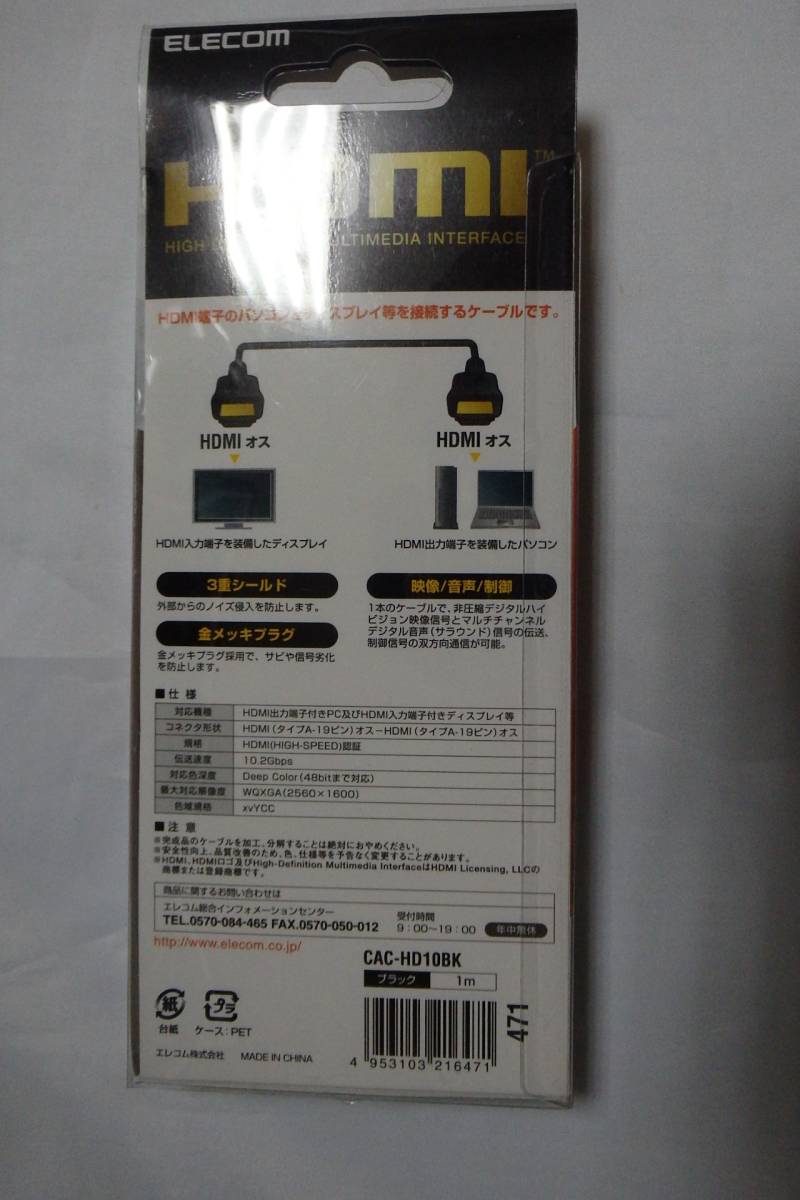 ELECOM
HDMI™
HIGH MULTIMEDIA INTERFACE
HDMI端子のパソコンとディスプレイ等を接続するケーブルです。
HDMI オス
HDMI オス
HDMI入力端子を装備したディスプレイ
HDMI出力端子を装備したパソコン
3重シールド
外部からのノイズ侵入を防止します。
金メッキプラグ
金メッキプラグ採用で、サビや信号劣化
を防止します。
映像/音声/制御
1本のケーブルで、非圧縮デジタルハイ
ビジョン映像信号とマルチチャンネル
デジタル音声(サラウンド)信号の伝送、
制御信号の双方向通信が可能。
■仕様
対応機種 HDMI出力端子付きPC及びHDMI入力端子付きディスプレイ等
コネクタ形状 HDMI(タイプA-19ピン)オス−HDMI(タイプA-19ピン)オス
規格 HDMI(HIGH-SPEED)認証
伝送速度 10.2Gbps
対応色深度 Deep Color(48bitまで対応)
最大対応解像度 WQXGA(2560×1600)
色域規格 xvYCC
■注意
※完成品のケーブルを加工、分解することは絶対におやめください。
※安全性向上、品質改善のため、色、仕様等を予告なく変更することがあります。
※HDMI、HDMIロゴ及びHigh-Definition Multimedia InterfaceはHDMI Licensing, LLCの
商標または登録商標です。
商品に関するお問い合わせは
エレコム総合インフォメーションセンター
TEL.0570-084-465 FAX.0570-050-012
受付時間
9:00〜19:00 年中無休
http://www.elecom.co.jp/
CAC-HD10BK
ブラック 1m
紙
台紙
プラ
ケース:PET
エレコム株式会社 MADE IN CHINA
4 953103 216471
471